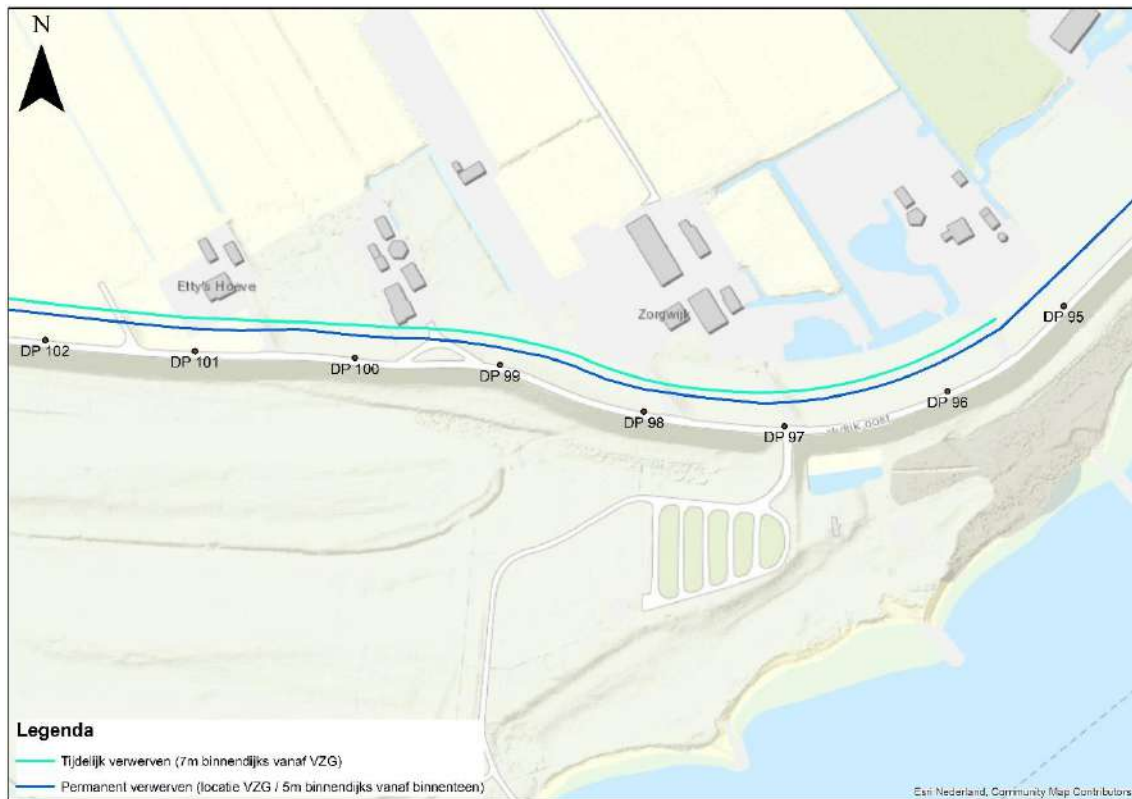 N
Etty's Hoeve
Zorgwijk
DP 95
DP 102
DP 101
DP 100
DP 99
DP 96
DP 98
DP 97
oost
Legenda
Tijdelijk verwerven (7m binnendijks vanaf VZG)
Permanent verwerven (locatie VZG / 5m binnendijks vanaf binnenteen)
Esri Nederland, Community Map Contributors